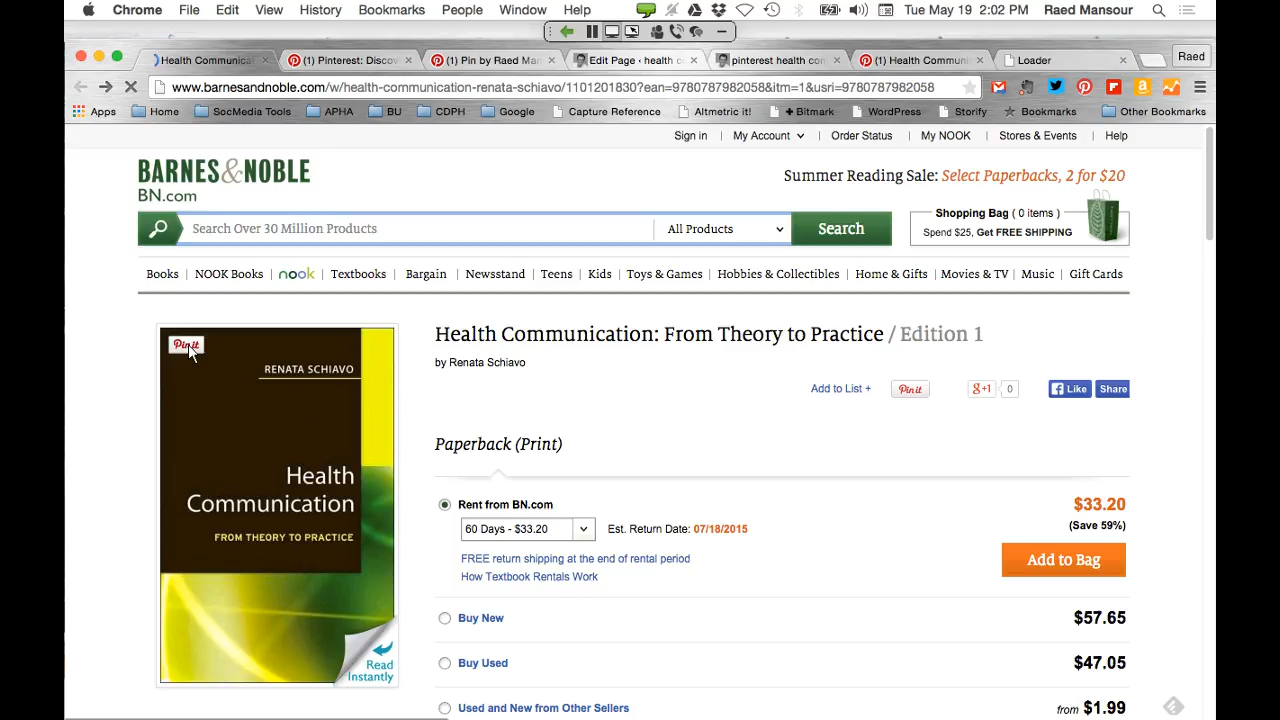 Chrome File Edit View History Bookmarks People Window Help Tue May 19 2:02 PM Raed Mansour
Health Communicat (1) Pinterest: Discov (1) Pin by Raed Man Edit Page ‹ health co pinterest health com (1) Health Communi Loader Raed
www.barnesandnoble.com/w/health-communication-renata-schiavo/1101201830?ean=9780787982058&itm=1&usri=9780787982058
Apps Home SocMedia Tools APHA BU CDPH Google Capture Reference Altmetric it! + Bitmark WordPress Storify Bookmarks Other Bookmarks
Sign in My Account Order Status My NOOK Stores & Events Help
BARNES&NOBLE
BN.com
Summer Reading Sale: Select Paperbacks, 2 for $20
Search Over 30 Million Products All Products Search
Shopping Bag ( 0 items )
Spend $25, Get FREE SHIPPING
Books NOOK Books nook Textbooks Bargain Newsstand Teens Kids Toys & Games Hobbies & Collectibles Home & Gifts Movies & TV Music Gift Cards
Pin it
RENATA SCHIAVO
Health
Communication
FROM THEORY TO PRACTICE
Read
Instantly
Health Communication: From Theory to Practice / Edition 1
by Renata Schiavo
Add to List + Pin it g+1 0 Like Share
Paperback (Print)
Rent from BN.com $33.20
60 Days - $33.20 Est. Return Date: 07/18/2015 (Save 59%)
FREE return shipping at the end of rental period
How Textbook Rentals Work
Add to Bag
Buy New $57.65
Buy Used $47.05
Used and New from Other Sellers from $1.99